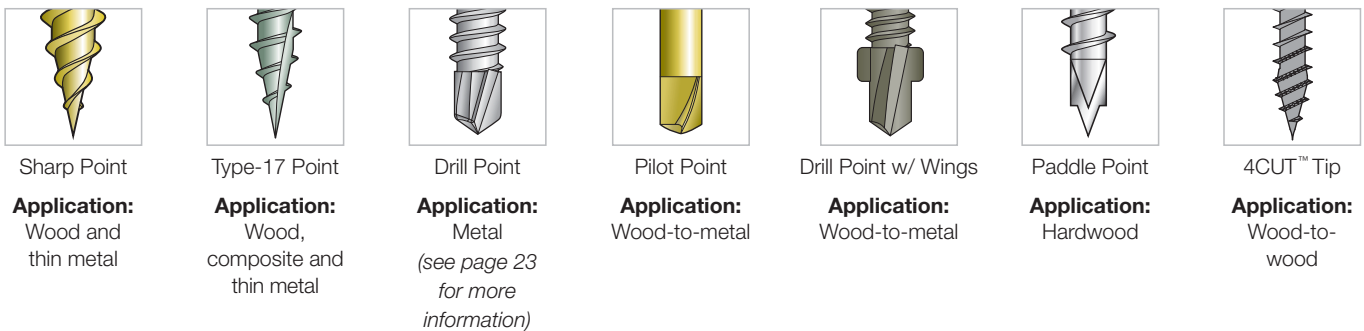 Sharp Point
Application:
Wood and
thin metal
Type-17 Point
Application:
Wood,
composite and
thin metal
Drill Point
Application:
Metal
(see page 23
for more
information)
Pilot Point
Application:
Wood-to-metal
Drill Point w/ Wings
Application:
Wood-to-metal
Paddle Point
Application:
Hardwood
4CUT™ Tip
Application:
Wood-to-
wood